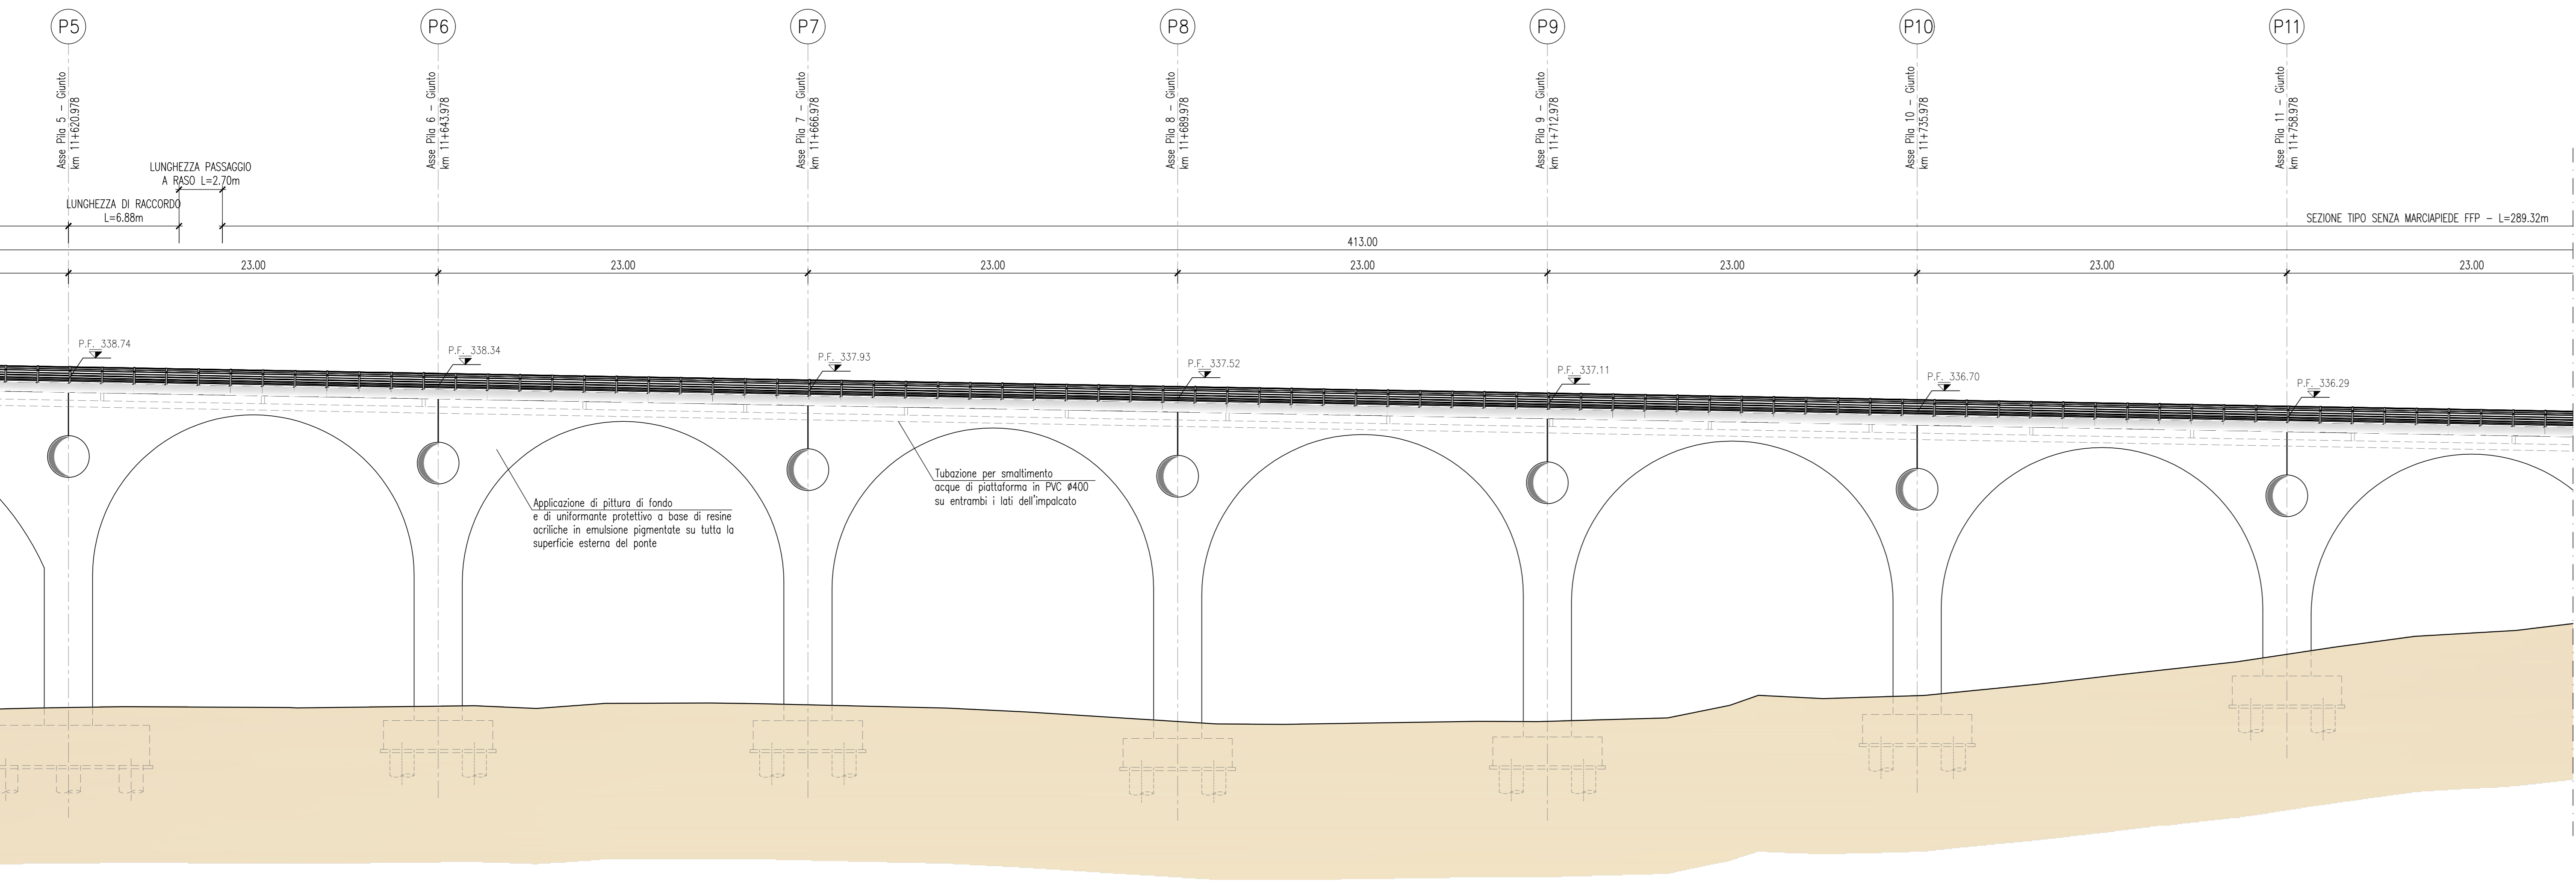 P5
P6
P7
P8
P9
P10
P11
Asse Pila 5 - Giunto
km 11+620.978
Asse Pila 6 - Giunto
km 11+643.978
Asse Pila 7 - Giunto
km 11+666.978
Asse Pila 8 - Giunto
km 11+689.978
Asse Pila 9 - Giunto
km 11+712.978
Asse Pila 10 - Giunto
km 11+735.978
Asse Pila 11 - Giunto
km 11+758.978
LUNGHEZZA PASSAGGIO
A RASO L=2.70m
LUNGHEZZA DI RACCORDO
L=6.88m
SEZIONE TIPO SENZA MARCIAPIEDE FFP - L=289.32m
413.00
23.00
23.00
23.00
23.00
23.00
23.00
23.00
P.F. 338.74
P.F. 338.34
P.F. 337.93
P.F. 337.52
P.F. 337.11
P.F. 336.70
P.F. 336.29
Applicazione di pittura di fondo
e di uniformante protettivo a base di resine
acriliche in emulsione pigmentate su tutta la
superficie esterna del ponte
Tubazione per smaltimento
acque di piattaforma in PVC ø400
su entrambi i lati dell'impalcato